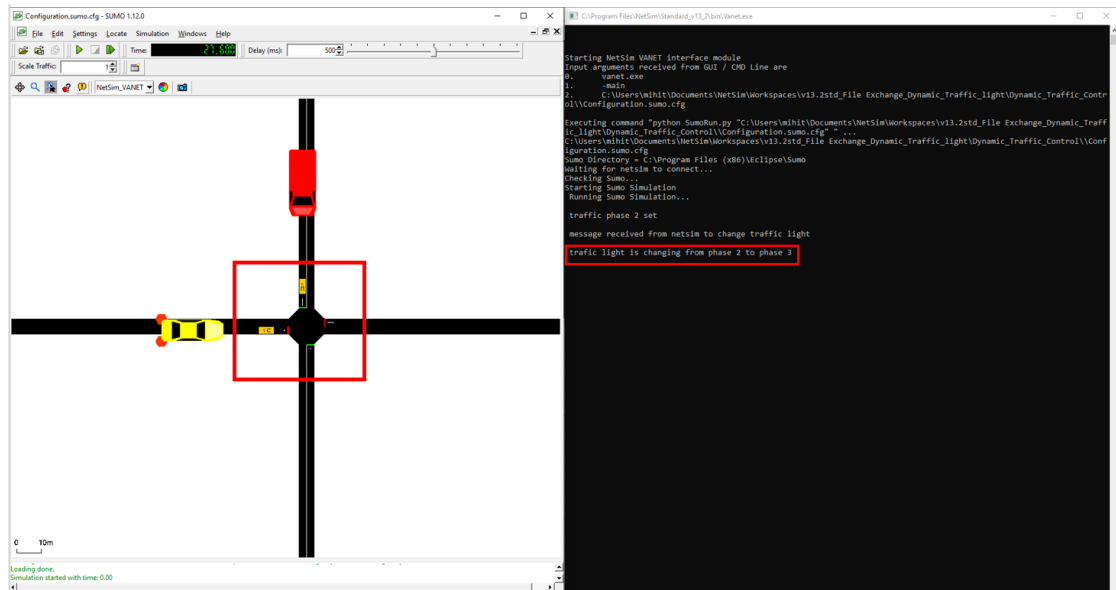 Configuration.sumo.cfg - SUMO 1.12.0
File Edit Settings Locate Simulation Windows Help
Time: 27.600 Delay (ms): 500
Scale Traffic: 1
NetSim_VANET
0 10m
Loading done.
Simulation started with time: 0.00
C:\Program Files\NetSim\Standard_v13_2\bin\Vanet.exe
Starting NetSim VANET interface module
Input arguments received from GUI / CMD Line are
0. vanet.exe
1. -main
2. C:\Users\mihit\Documents\NetSim\Workspaces\v13.2std_File Exchange_Dynamic_Traffic_light\Dynamic_Traffic_Contr
ol\\Configuration.sumo.cfg
Executing command "python SumoRun.py "C:\Users\mihit\Documents\NetSim\Workspaces\v13.2std_File Exchange_Dynamic_Traff
ic_light\Dynamic_Traffic_Control\\Configuration.sumo.cfg" " ...
C:\Users\mihit\Documents\NetSim\Workspaces\v13.2std_File Exchange_Dynamic_Traffic_light\Dynamic_Traffic_Control\\Conf
iguration.sumo.cfg
Sumo Directory = C:\Program Files (x86)\Eclipse\Sumo
Waiting for netsim to connect...
Checking Sumo...
Starting Sumo Simulation
Running Sumo Simulation...
traffic phase 2 set
message received from netsim to change traffic light
trafic light is changing from phase 2 to phase 3